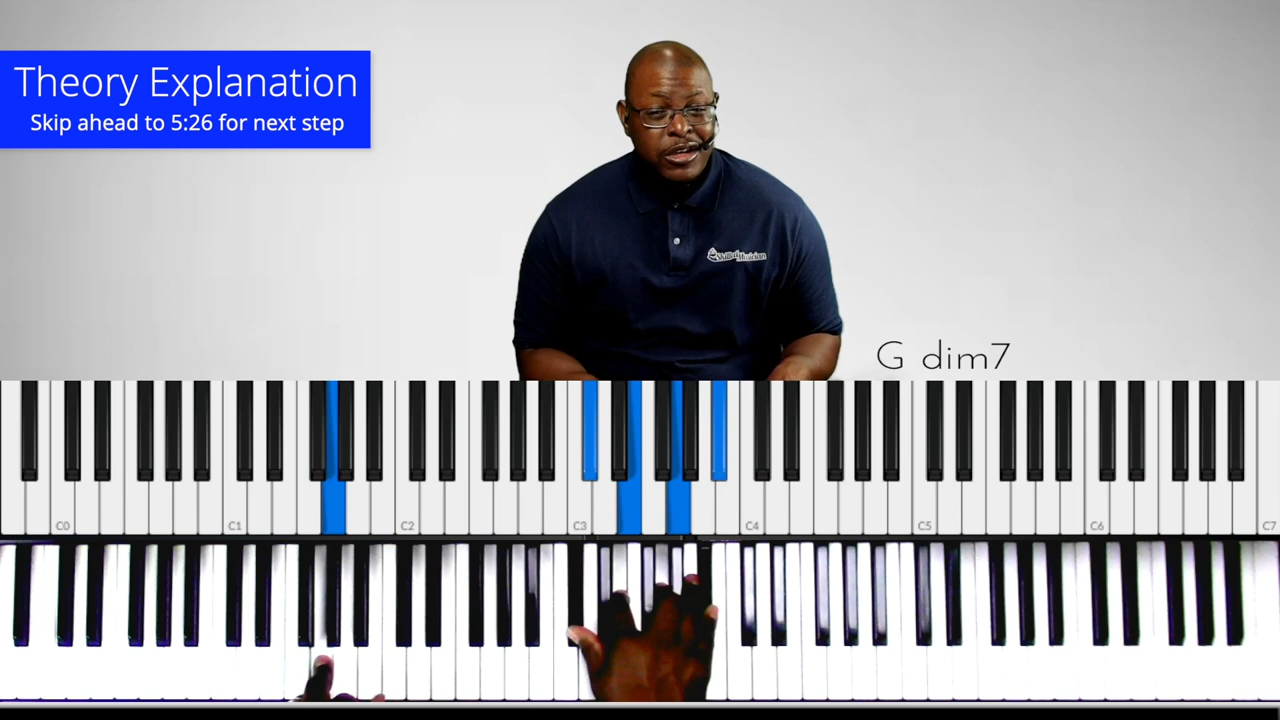 Theory Explanation
Skip ahead to 5:26 for next step
G dim7
C0
C1
C2
C3
C4
C5
C6
C7